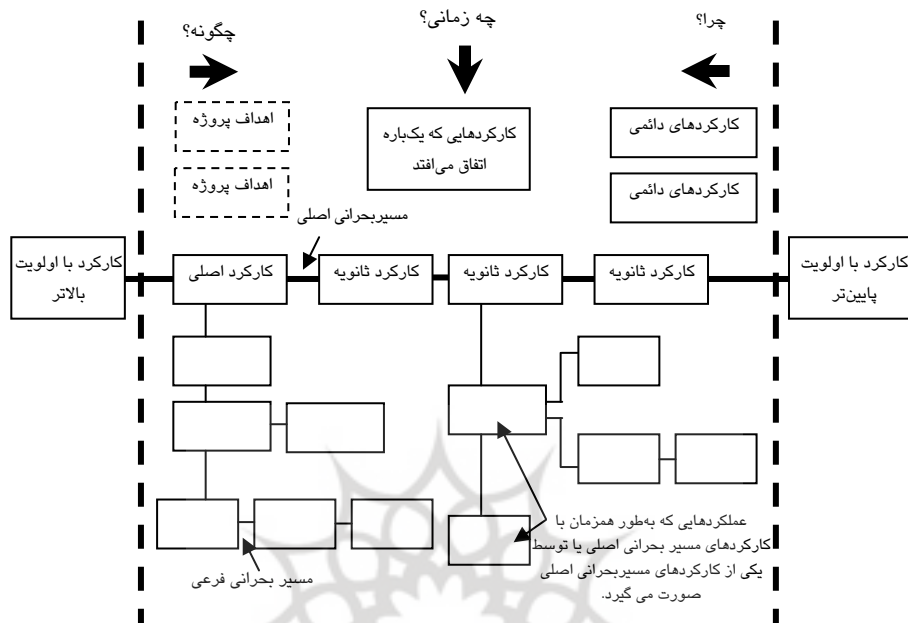 چرا؟
چه زمانی؟
چگونه؟
کارکردهای دائمی
کارکردهایی که یک‌باره
اتفاق می‌افتد
اهداف پروژه
کارکردهای دائمی
اهداف پروژه
مسیربحرانی اصلی
کارکرد با اولویت
پایین‌تر
کارکرد ثانویه
کارکرد ثانویه
کارکرد ثانویه
کارکرد اصلی
کارکرد با اولویت
بالاتر
عملکردهایی که به‌طور همزمان با
کارکردهای مسیر بحرانی اصلی یا توسط
یکی از کارکردهای مسیربحرانی اصلی
صورت می گیرد.
مسیر بحرانی فرعی